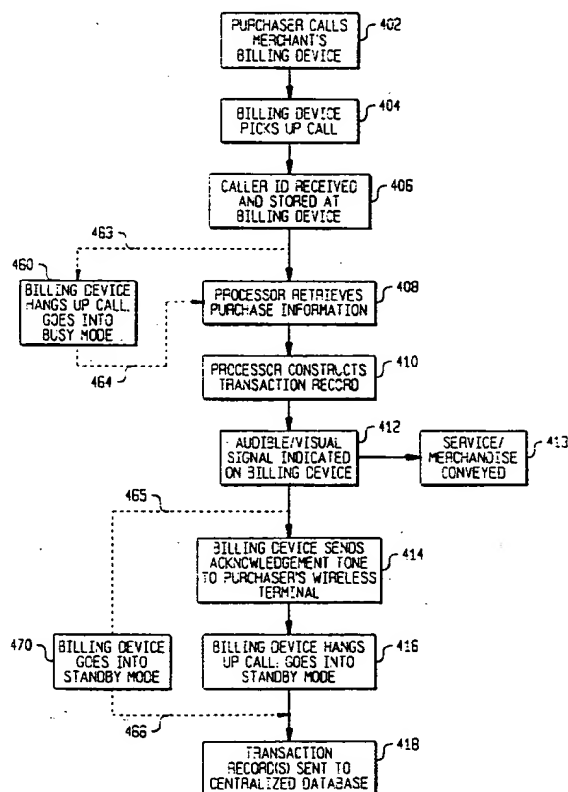 PURCHASER CALLS
MERCHANT'S
BILLING DEVICE
402
BILLING DEVICE
PICKS UP CALL
404
CALLER ID RECEIVED
AND STORED AT
BILLING DEVICE
406
463
460
BILLING DEVICE
HANGS UP CALL,
GOES INTO
BUSY MODE
464
PROCESSOR RETRIEVES
PURCHASE INFORMATION
408
PROCESSOR CONSTRUCTS
TRANSACTION RECORD
410
AUDIBLE/VISUAL
SIGNAL INDICATED
ON BILLING DEVICE
412
SERVICE/
MERCHANDISE
CONVEYED
413
465
BILLING DEVICE SENDS
ACKNOWLEDGEMENT TONE
TO PURCHASER'S WIRELESS
TERMINAL
414
470
BILLING DEVICE
GOES INTO
STANDBY MODE
BILLING DEVICE HANGS
UP CALL; GOES INTO
STANDBY MODE
416
466
TRANSACTION
RECORD(S) SENT TO
CENTRALIZED DATABASE
418